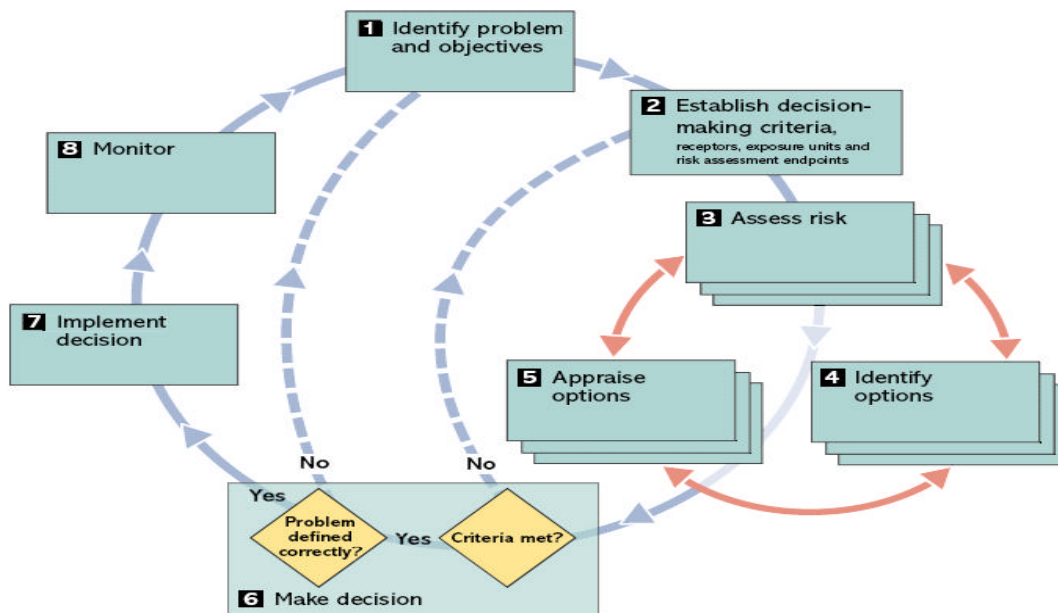 1 Identify problem
and objectives
2 Establish decision-
making criteria,
receptors, exposure units and
risk assessment endpoints
8 Monitor
3 Assess risk
7 Implement
decision
5 Appraise
options
4 Identify
options
No
No
Yes
Problem
defined
correctly?
Yes
Criteria met?
6 Make decision